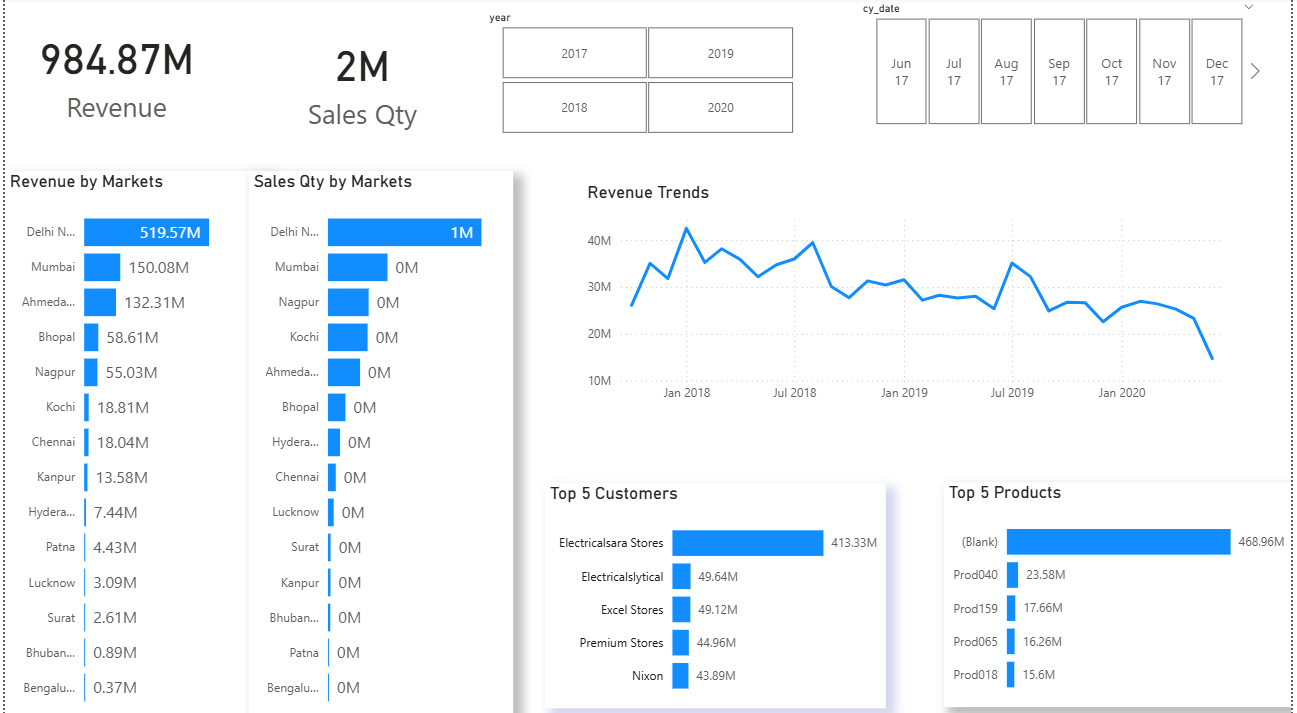 984.87M
Revenue
2M
Sales Qty
year
2017
2019
2018
2020
cy_date
Jun 17
Jul 17
Aug 17
Sep 17
Oct 17
Nov 17
Dec 17
Revenue by Markets
Delhi N... 519.57M
Mumbai 150.08M
Ahmeda... 132.31M
Bhopal 58.61M
Nagpur 55.03M
Kochi 18.81M
Chennai 18.04M
Kanpur 13.58M
Hydera... 7.44M
Patna 4.43M
Lucknow 3.09M
Surat 2.61M
Bhuban... 0.89M
Bengalu... 0.37M
Sales Qty by Markets
Delhi N... 1M
Mumbai 0M
Nagpur 0M
Kochi 0M
Ahmeda... 0M
Bhopal 0M
Hydera... 0M
Chennai 0M
Lucknow 0M
Surat 0M
Kanpur 0M
Bhuban... 0M
Patna 0M
Bengalu... 0M
Revenue Trends
40M
30M
20M
10M
Jan 2018 Jul 2018 Jan 2019 Jul 2019 Jan 2020
Top 5 Customers
Electricalsara Stores 413.33M
Electricalslytical 49.64M
Excel Stores 49.12M
Premium Stores 44.96M
Nixon 43.89M
Top 5 Products
(Blank) 468.96M
Prod040 23.58M
Prod159 17.66M
Prod065 16.26M
Prod018 15.6M